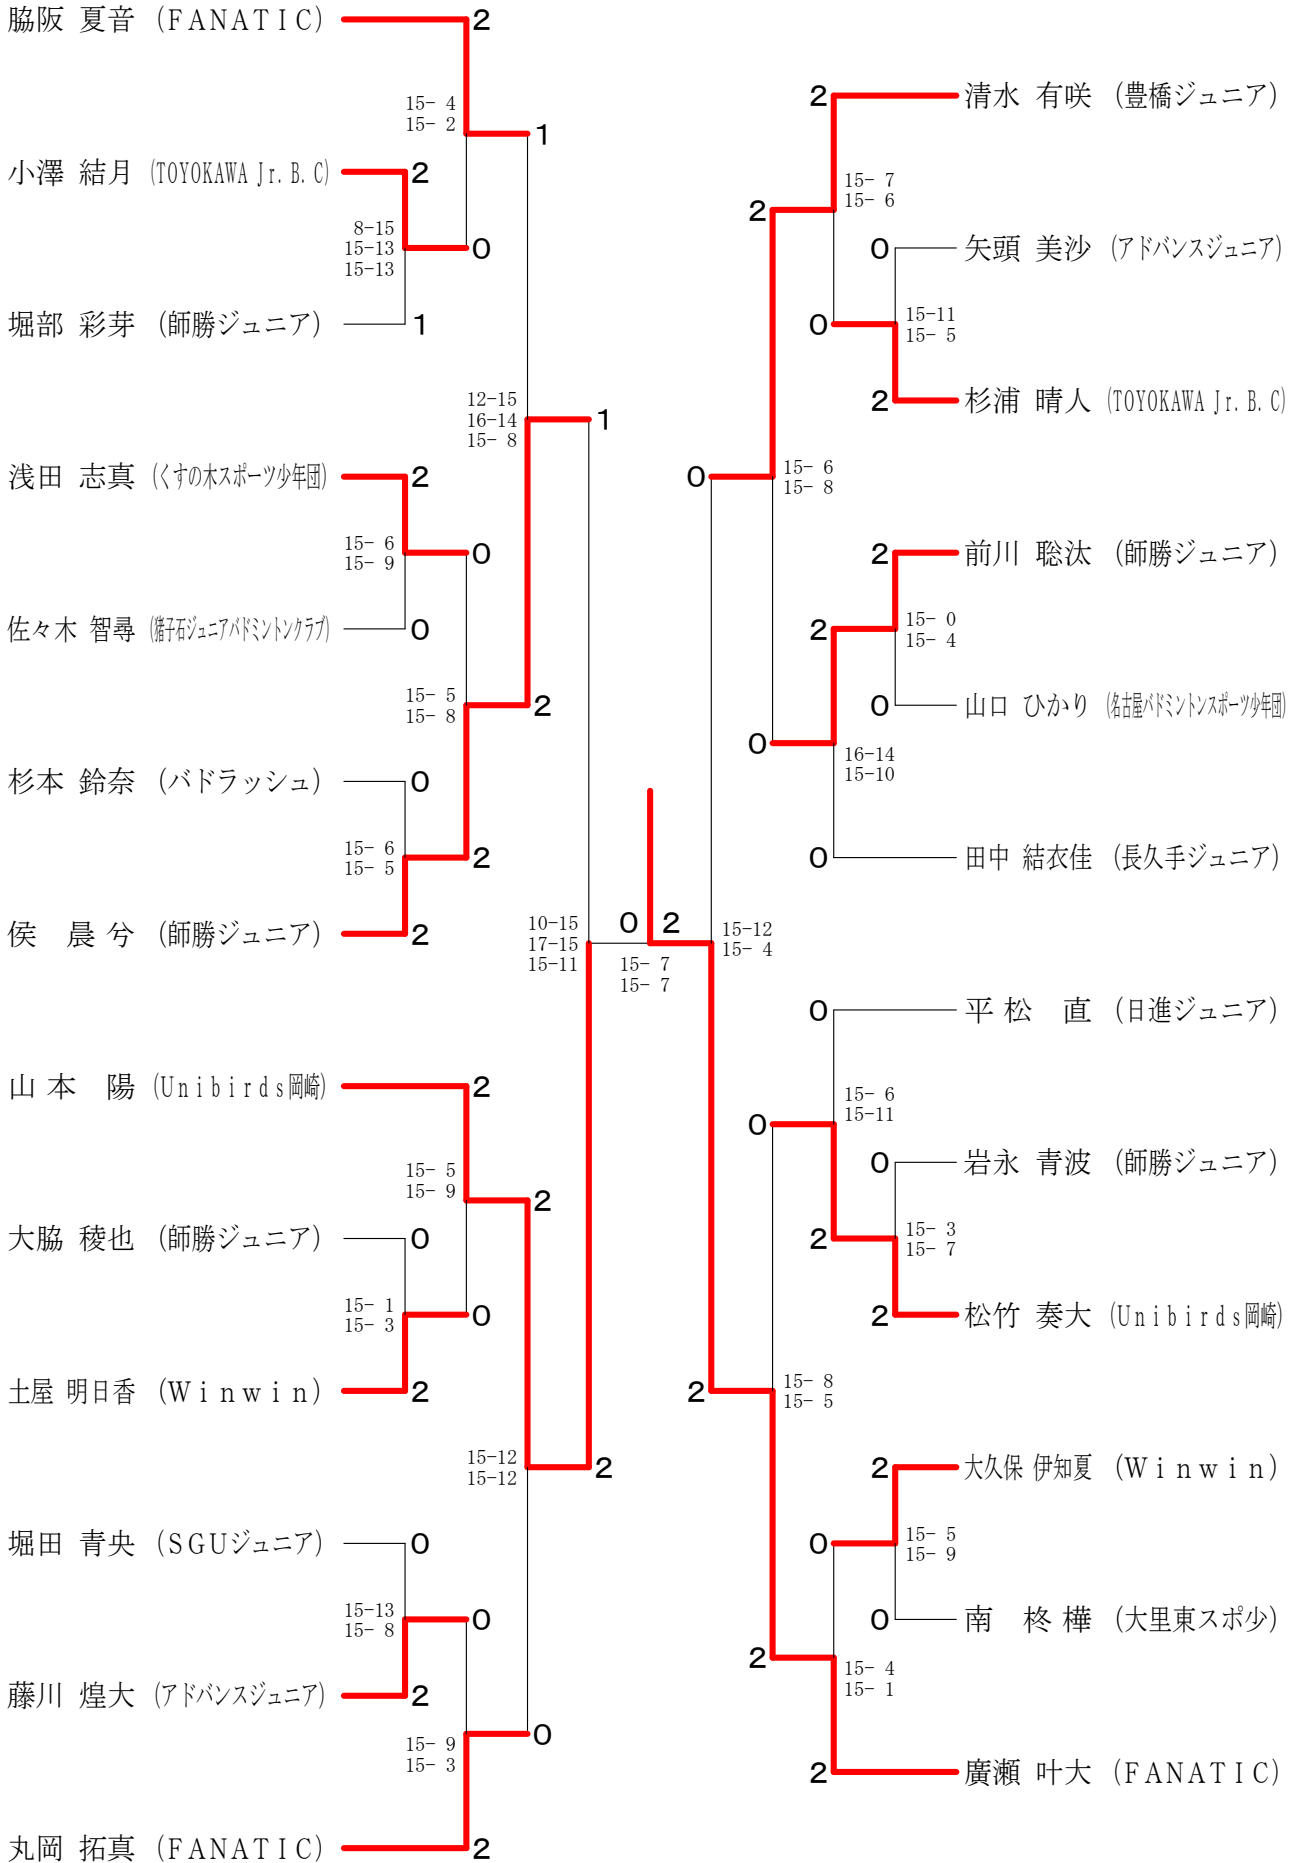 脇阪 夏音 (FANATIC) 2
15- 4
15- 2
1
小澤 結月 (TOYOKAWA Jr. B. C) 2
8-15
15-13
15-13
0
堀部 彩芽 (師勝ジュニア) 1
12-15
16-14
15- 8
1
浅田 志真 (くすの木スポーツ少年団) 2
15- 6
15- 9
0
佐々木 智尋 (猪子石ジュニアバドミントンクラブ) 0
15- 5
15- 8
2
杉本 鈴奈 (バドラッシュ) 0
15- 6
15- 5
2
侯 晨兮 (師勝ジュニア) 2
10-15
17-15
15-11
0 2
15- 7
15- 7
山本 陽 (Unibirds岡崎) 2
15- 5
15- 9
2
大脇 稜也 (師勝ジュニア) 0
15- 1
15- 3
0
土屋 明日香 (Winwin) 2
15-12
15-12
2
堀田 青央 (SGUジュニア) 0
15-13
15- 8
0
藤川 煌大 (アドバンスジュニア) 2
15- 9
15- 3
0
丸岡 拓真 (FANATIC) 2
2 清水 有咲 (豊橋ジュニア)
15- 7
15- 6
2
0 矢頭 美沙 (アドバンスジュニア)
15-11
15- 5
0
2 杉浦 晴人 (TOYOKAWA Jr. B. C)
15- 6
15- 8
0
2 前川 聡汰 (師勝ジュニア)
15- 0
15- 4
2
0 山口 ひかり (名古屋バドミントンスポーツ少年団)
16-14
15-10
0
0 田中 結衣佳 (長久手ジュニア)
15-12
15- 4
0 平松 直 (日進ジュニア)
15- 6
15-11
0
0 岩永 青波 (師勝ジュニア)
15- 3
15- 7
2
2 松竹 奏大 (Unibirds岡崎)
15- 8
15- 5
2
2 大久保 伊知夏 (Winwin)
15- 5
15- 9
0
0 南 柊樺 (大里東スポ少)
15- 4
15- 1
2
2 廣瀬 叶大 (FANATIC)